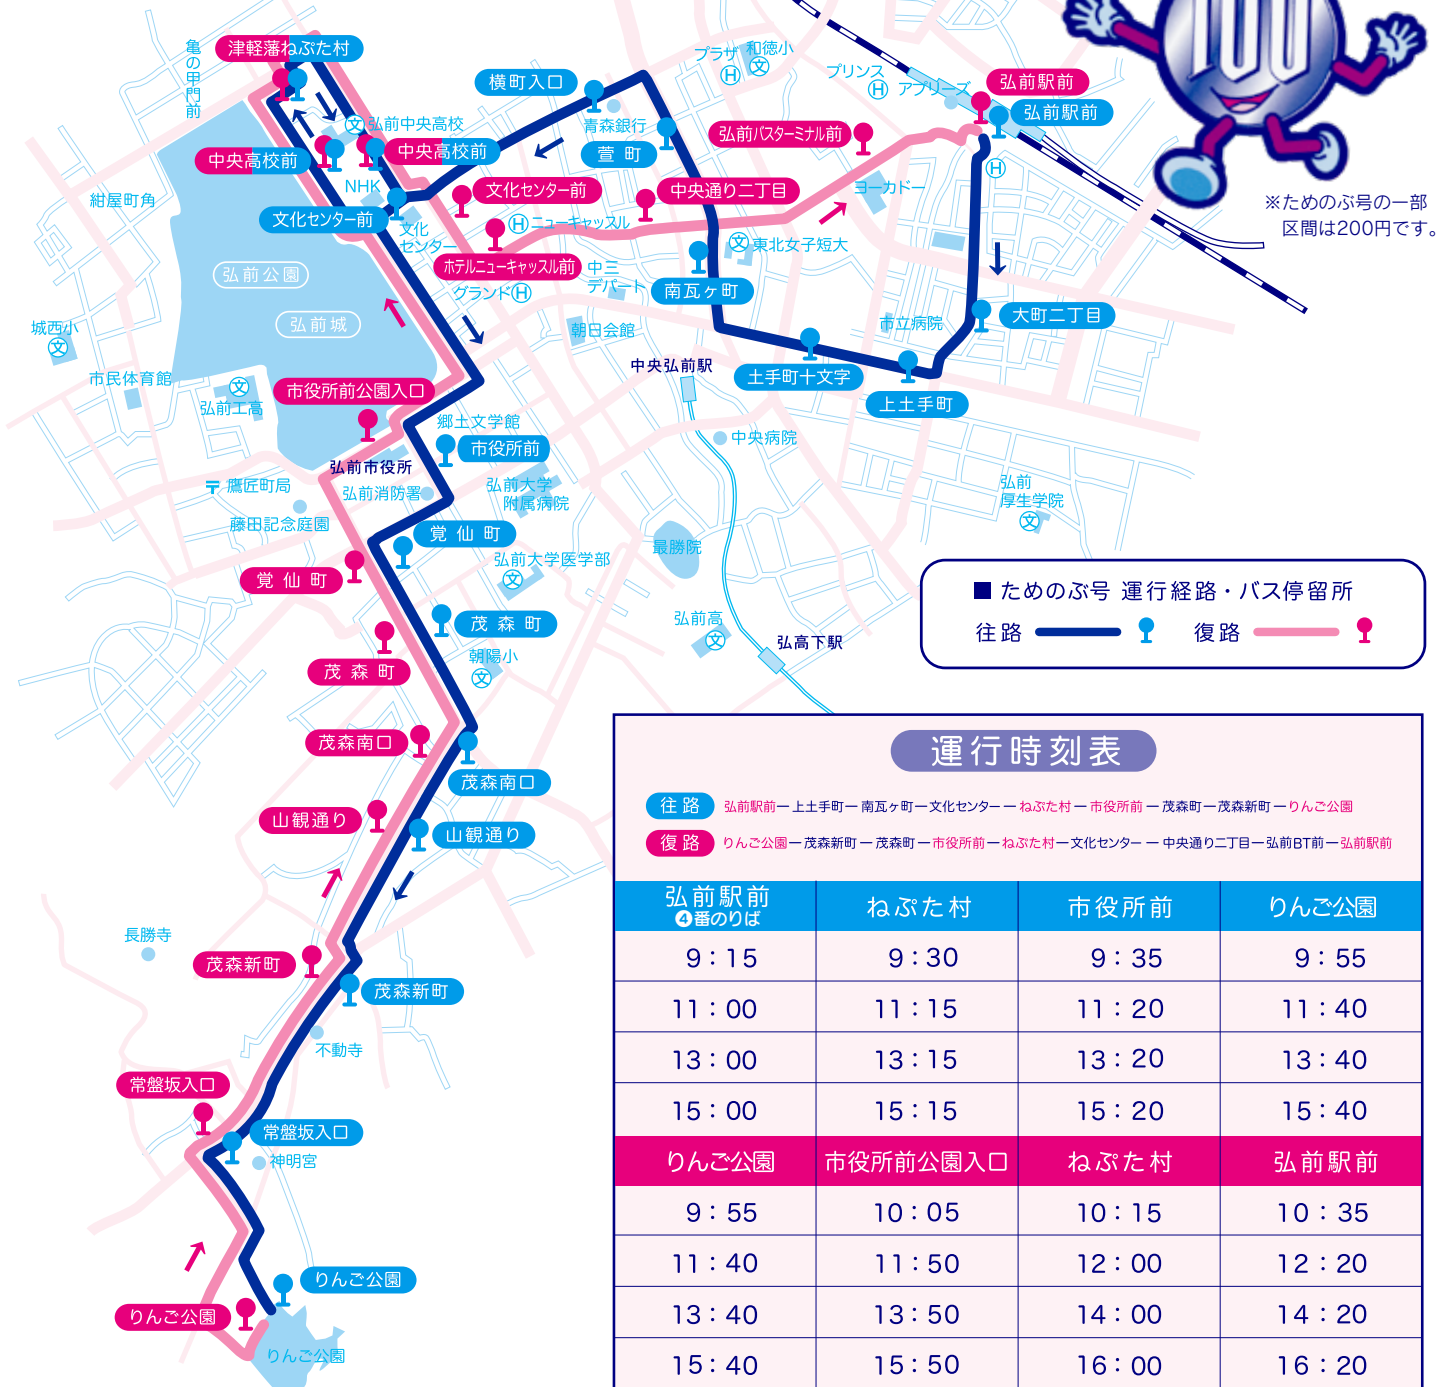 100
※ためのぶ号の一部
区間は200円です。
津軽藩ねぷた村
亀の甲門前
横町入口
プラザ
Ⓗ
和徳小
文
プリンス
Ⓗ
アプリーズ
弘前駅前
弘前駅前
文
弘前中央高校
青森銀行
萱町
弘前バスターミナル前
中央高校前
中央高校前
NHK
文化センター前
中央通り二丁目
ヨーカドー
Ⓗ
紺屋町角
文化センター前
文化
センター
Ⓗ
ニューキャッスル
文
東北女子短大
ホテルニューキャッスル前
中三
デパート
グランドⒽ
南瓦ヶ町
弘前公園
弘前城
城西小
文
朝日会館
市立病院
大町二丁目
中央弘前駅
土手町十文字
上土手町
市民体育館
文
弘前工高
市役所前公園入口
郷土文学館
市役所前
中央病院
弘前市役所
〒鷹匠町局
弘前消防署
弘前大学
附属病院
弘前
厚生学院
文
藤田記念庭園
覚仙町
最勝院
覚仙町
弘前大学医学部
文
茂森町
弘前高
文
弘高下駅
朝陽小
文
茂森町
■ためのぶ号 運行経路・バス停留所
往路
復路
茂森南口
茂森南口
山観通り
山観通り
長勝寺
茂森新町
茂森新町
不動寺
常盤坂入口
常盤坂入口
神明宮
りんご公園
りんご公園
りんご公園
運行時刻表
往路 弘前駅前ー上土手町ー南瓦ヶ町ー文化センターーねぷた村ー市役所前ー茂森町ー茂森新町ーりんご公園
復路 りんご公園ー茂森新町ー茂森町ー市役所前ーねぷた村ー文化センターー中央通り二丁目ー弘前BT前ー弘前駅前
弘前駅前 ねぷた村 市役所前 りんご公園
❹番のりば
9：15 9：30 9：35 9：55
11：00 11：15 11：20 11：40
13：00 13：15 13：20 13：40
15：00 15：15 15：20 15：40
りんご公園 市役所前公園入口 ねぷた村 弘前駅前
9：55 10：05 10：15 10：35
11：40 11：50 12：00 12：20
13：40 13：50 14：00 14：20
15：40 15：50 16：00 16：20